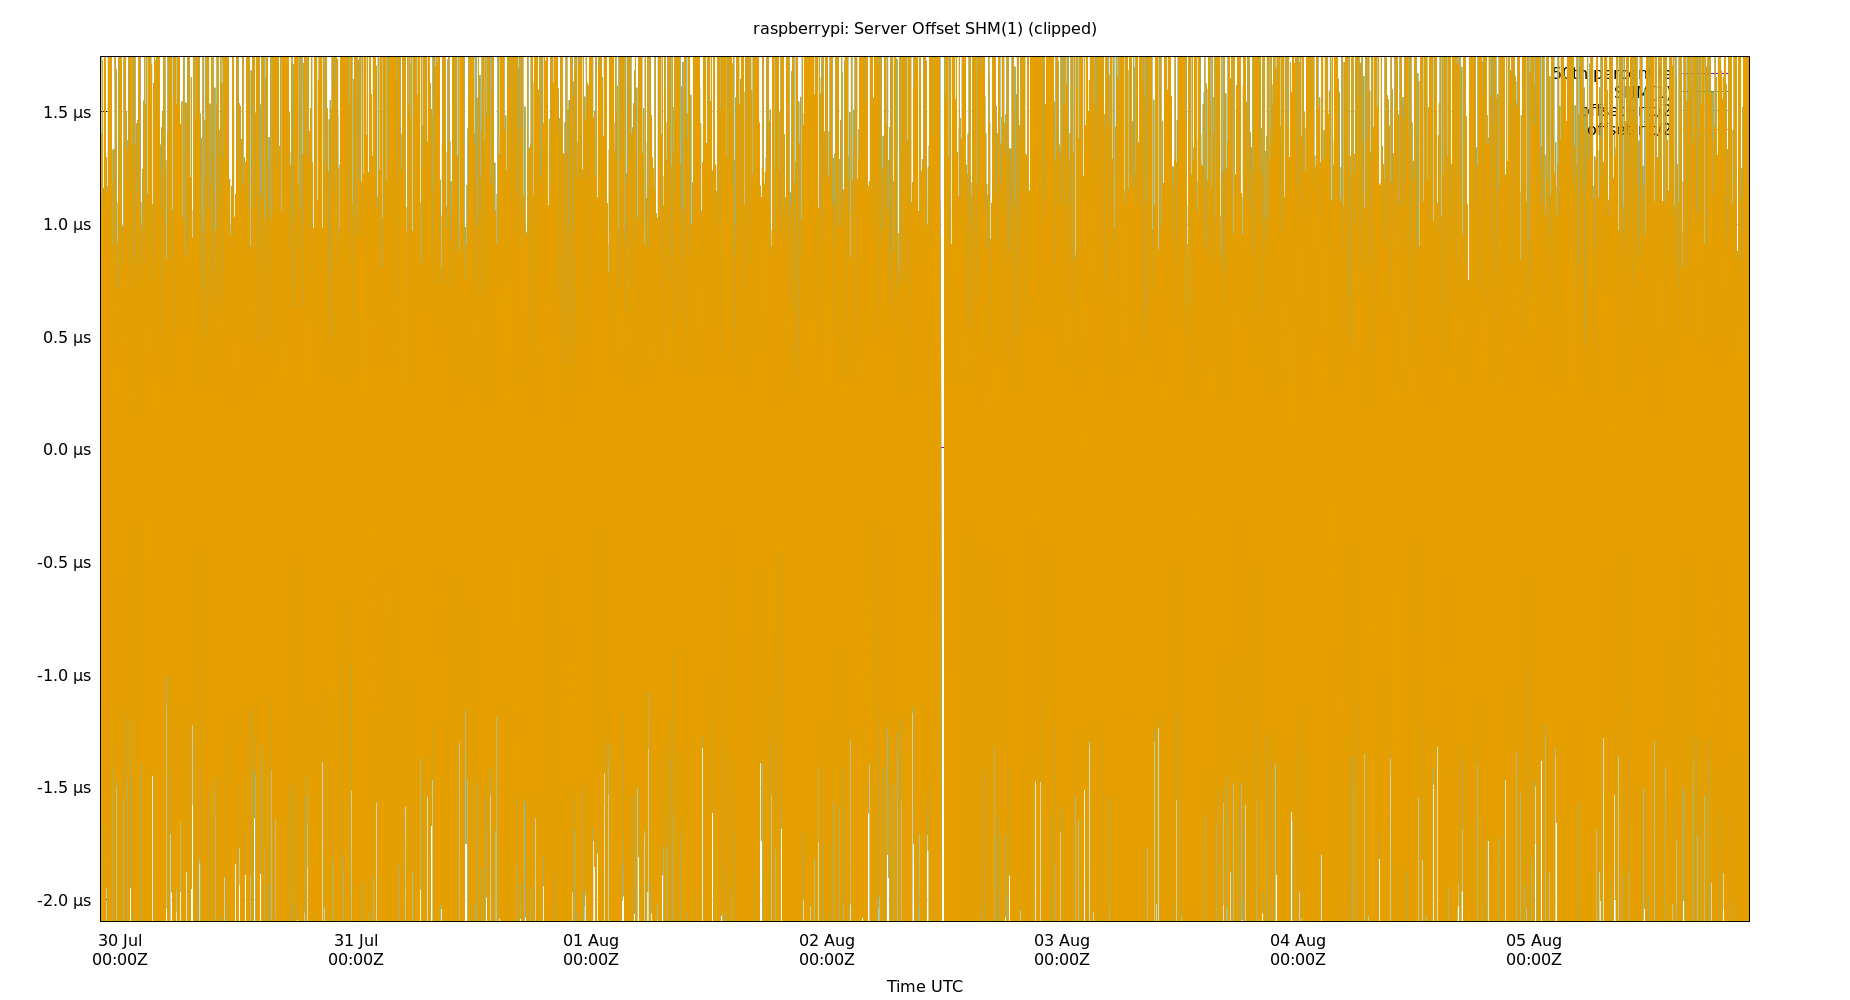 raspberrypi: Server Offset SHM(1) (clipped)
1.5 µs
1.0 µs
0.5 µs
0.0 µs
-0.5 µs
-1.0 µs
-1.5 µs
-2.0 µs
30 Jul 31 Jul 01 Aug 02 Aug 03 Aug 04 Aug 05 Aug
00:00Z 00:00Z 00:00Z 00:00Z 00:00Z 00:00Z 00:00Z
Time UTC